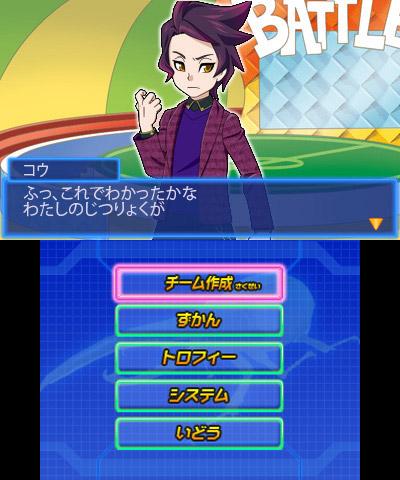 BATTLE
コウ
ふっ、これでわかったかな
わたしのじつりょくが
チーム作成 さくせい
ずかん
トロフィー
システム
いどう